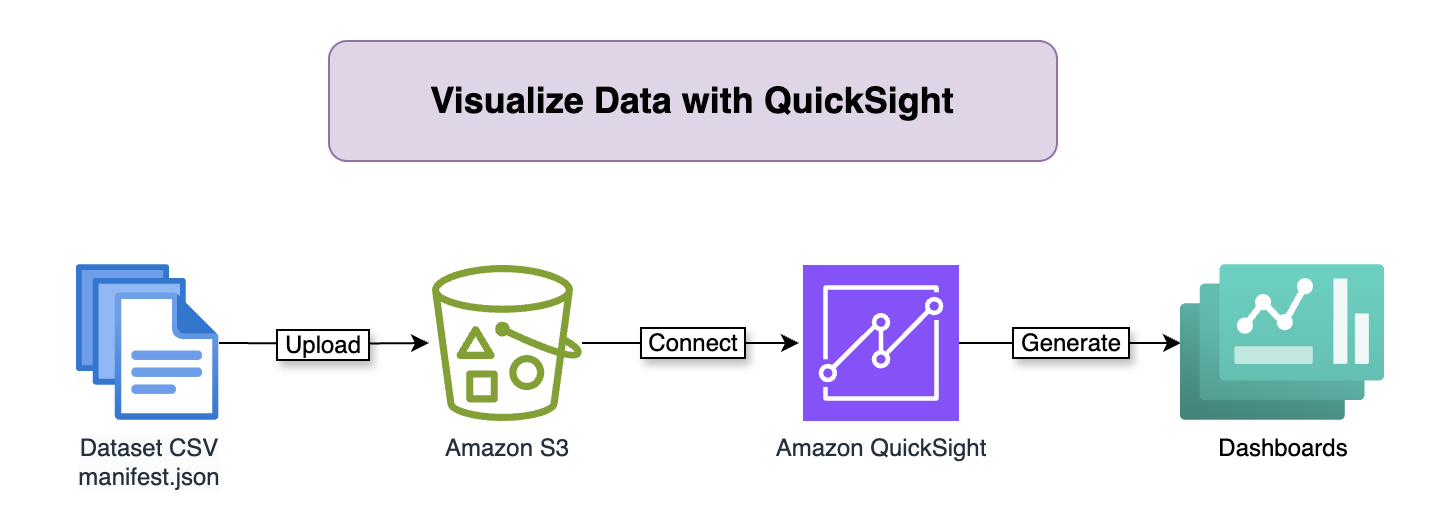 Visualize Data with QuickSight
Upload
Connect
Generate
Dataset CSV
manifest.json
Amazon S3
Amazon QuickSight
Dashboards